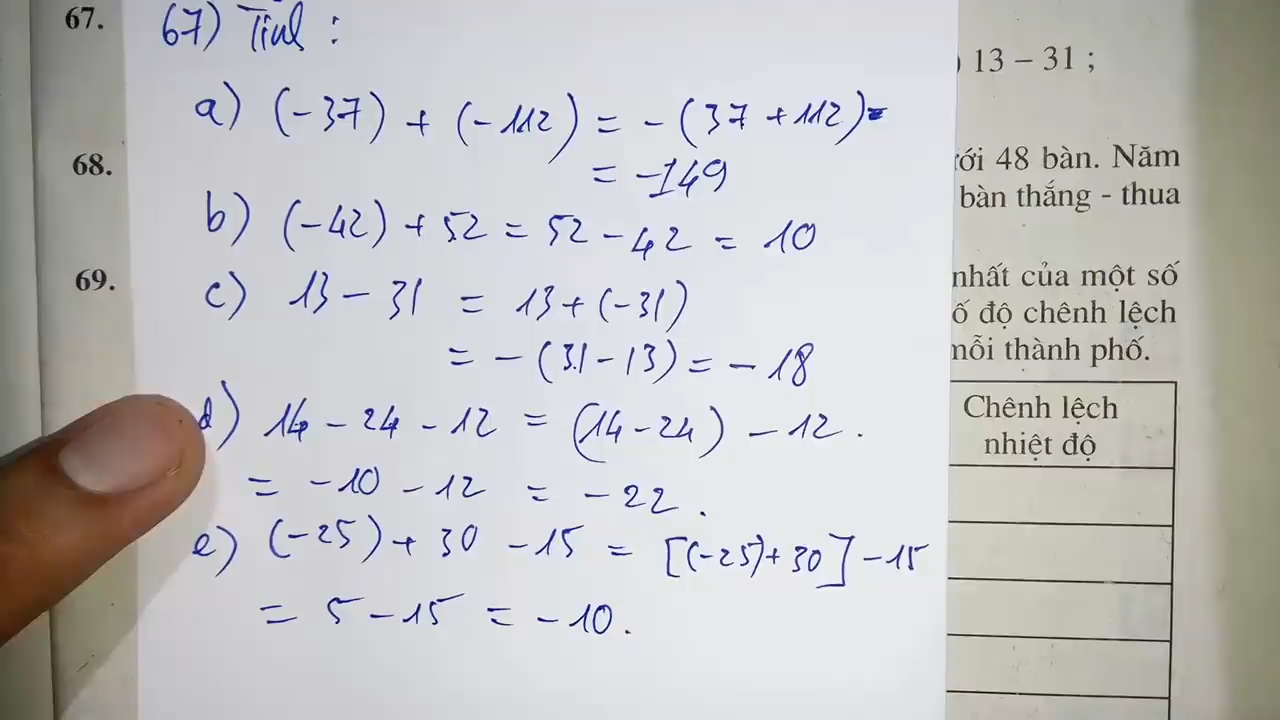 67.
67) Tính :
a) (-37) + (-112) = -(37 + 112) =
= -149
b) (-42) + 52 = 52 - 42 = 10
c) 13 - 31 = 13 + (-31)
= - (31 - 13) = - 18
d) 14 - 24 - 12 = (14 - 24) - 12 .
= -10 - 12 = -22 .
e) (-25) + 30 - 15 = [(-25) + 30] - 15
= 5 - 15 = -10 .
68.
69.
) 13 – 31 ;
48 bàn. Năm
bàn thắng - thua
nhất của một số
ố độ chênh lệch
thành phố.
Chênh lệch
nhiệt độ